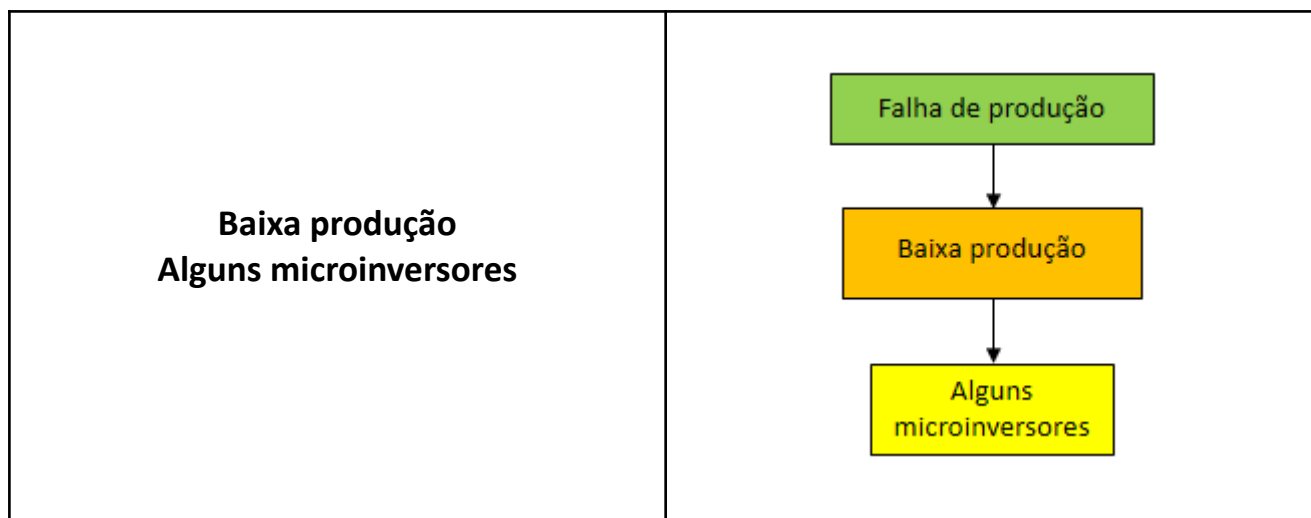 Baixa produção
Alguns microinversores
Falha de produção
Baixa produção
Alguns
microinversores